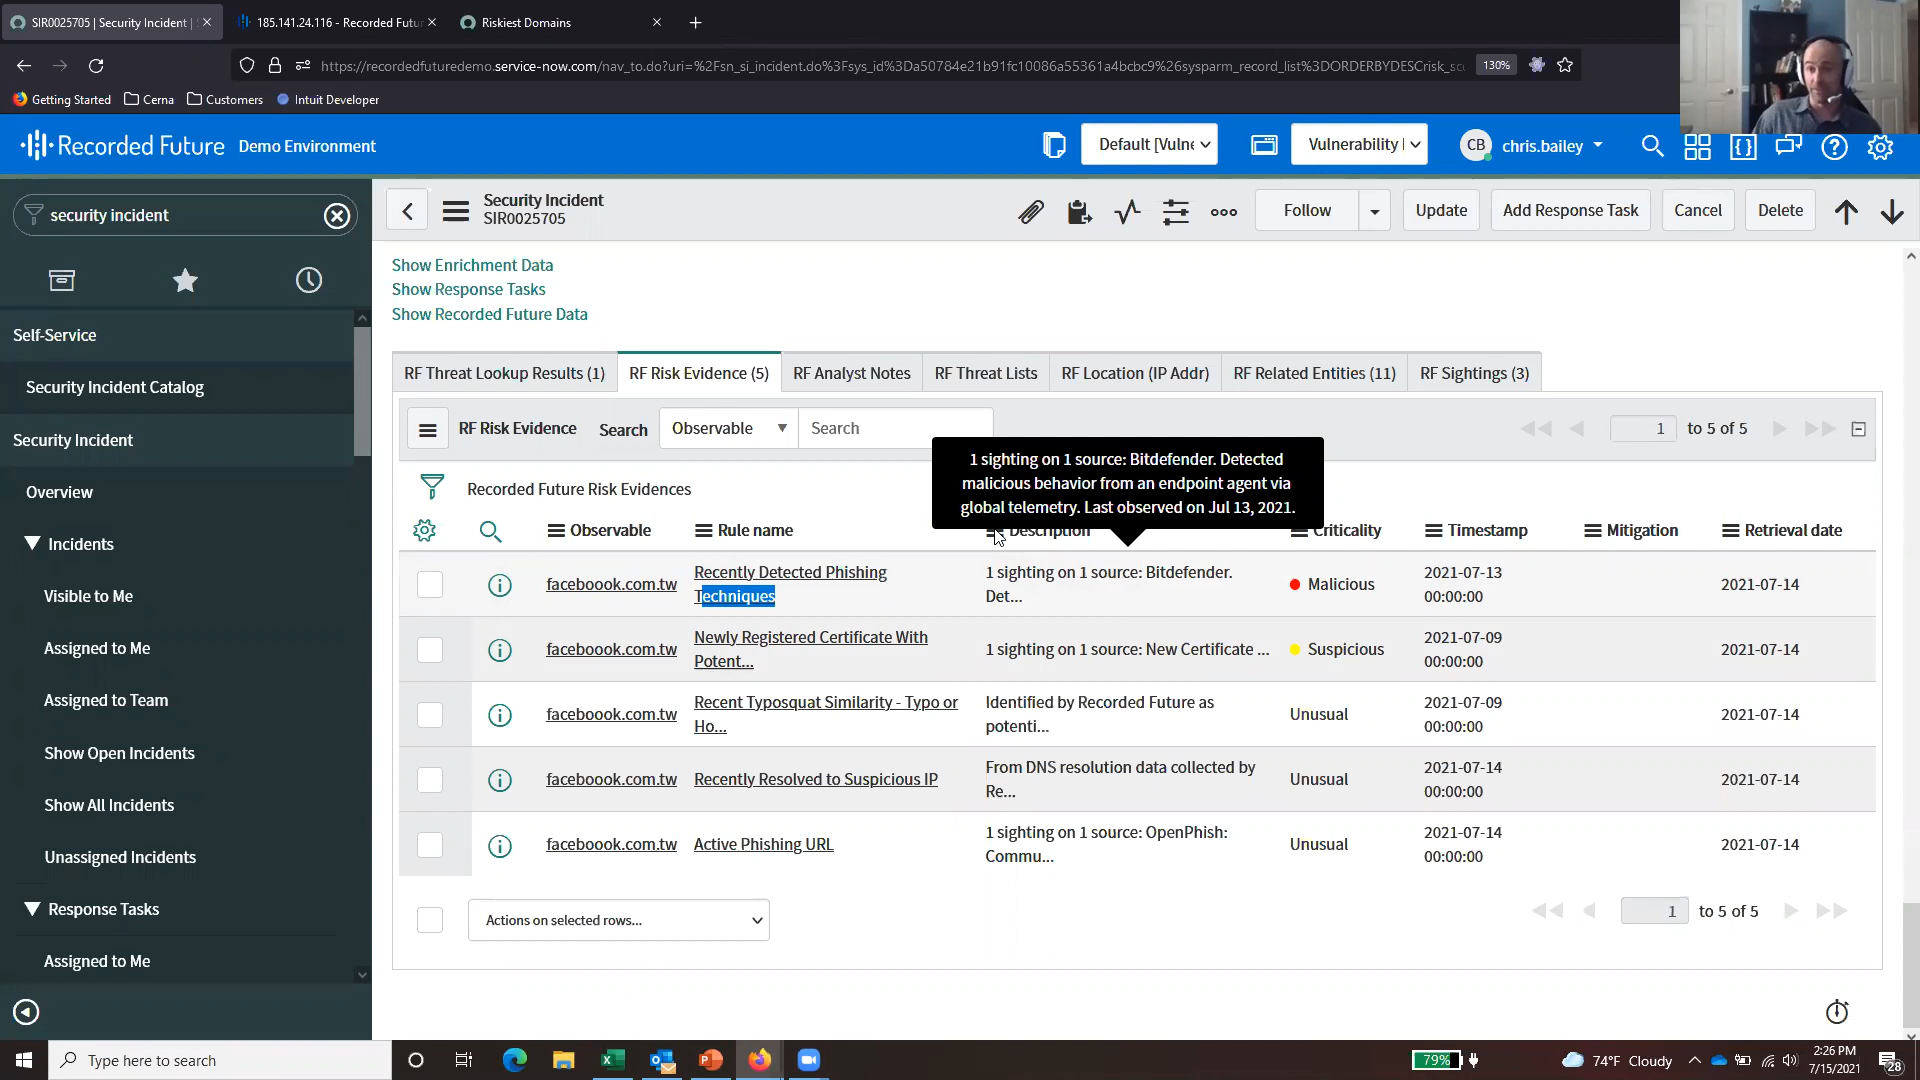 SIR0025705 | Security Incident |
185.141.24.116 - Recorded Futur
Riskiest Domains
https://recordedfuturedemo.service-now.com/nav_to.do?uri=%2Fsn_si_incident.do%3Fsys_id%3Da50784e21b91fc10086a55361a4bcbc9%26sysparm_record_list%3DORDERBYDESCrisk_sc
130%
Getting Started
Cerna
Customers
Intuit Developer
Recorded Future
Demo Environment
Default [Vulne
Vulnerability
CB
chris.bailey
security incident
Security Incident
SIR0025705
Follow
Update
Add Response Task
Cancel
Delete
Self-Service
Security Incident Catalog
Security Incident
Overview
Incidents
Visible to Me
Assigned to Me
Assigned to Team
Show Open Incidents
Show All Incidents
Unassigned Incidents
Response Tasks
Assigned to Me
Show Enrichment Data
Show Response Tasks
Show Recorded Future Data
RF Threat Lookup Results (1)
RF Risk Evidence (5)
RF Analyst Notes
RF Threat Lists
RF Location (IP Addr)
RF Related Entities (11)
RF Sightings (3)
RF Risk Evidence
Search
Observable
Search
1 to 5 of 5
1 sighting on 1 source: Bitdefender. Detected
malicious behavior from an endpoint agent via
global telemetry. Last observed on Jul 13, 2021.
Recorded Future Risk Evidences
Observable
Rule name
Description
Criticality
Timestamp
Mitigation
Retrieval date
faceboook.com.tw
Recently Detected Phishing
Techniques
1 sighting on 1 source: Bitdefender.
Det...
Malicious
2021-07-13
00:00:00
2021-07-14
faceboook.com.tw
Newly Registered Certificate With
Potent...
1 sighting on 1 source: New Certificate ...
Suspicious
2021-07-09
00:00:00
2021-07-14
faceboook.com.tw
Recent Typosquat Similarity - Typo or
Ho...
Identified by Recorded Future as
potenti...
Unusual
2021-07-09
00:00:00
2021-07-14
faceboook.com.tw
Recently Resolved to Suspicious IP
From DNS resolution data collected by
Re...
Unusual
2021-07-14
00:00:00
2021-07-14
faceboook.com.tw
Active Phishing URL
1 sighting on 1 source: OpenPhish:
Commu...
Unusual
2021-07-14
00:00:00
2021-07-14
Actions on selected rows...
1 to 5 of 5
Type here to search
79%
74°F Cloudy
2:26 PM
7/15/2021
28